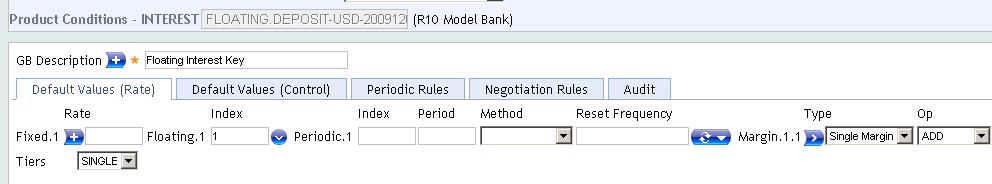 Product Conditions - INTEREST FLOATING.DEPOSIT-USD-2009120 (R10 Model Bank)
GB Description * Floating Interest Key
Default Values (Rate) Default Values (Control) Periodic Rules Negotiation Rules Audit
Rate Index Index Period Method Reset Frequency Type Op
Fixed.1 Floating.1 1 Periodic.1 Margin.1.1 Single Margin ADD
Tiers SINGLE